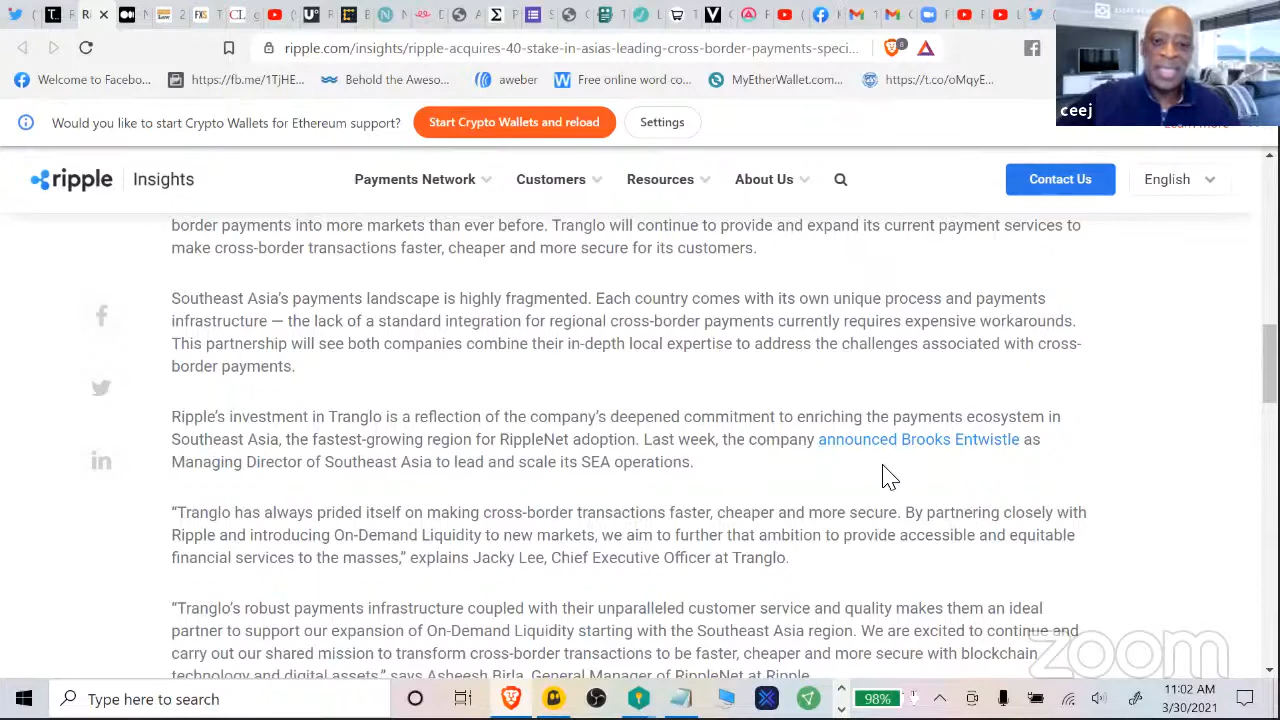 ripple.com/insights/ripple-acquires-40-stake-in-asias-leading-cross-border-payments-speci...
Welcome to Facebo... https://fb.me/1TjHE... Behold the Aweso... aweber Free online word co... MyEtherWallet.com... https://t.co/oMqyE...
ceej
Would you like to start Crypto Wallets for Ethereum support? Start Crypto Wallets and reload Settings
ripple Insights Payments Network Customers Resources About Us Contact Us English
border payments into more markets than ever before. Tranglo will continue to provide and expand its current payment services to
make cross-border transactions faster, cheaper and more secure for its customers.
Southeast Asia's payments landscape is highly fragmented. Each country comes with its own unique process and payments
infrastructure — the lack of a standard integration for regional cross-border payments currently requires expensive workarounds.
This partnership will see both companies combine their in-depth local expertise to address the challenges associated with cross-
border payments.
Ripple's investment in Tranglo is a reflection of the company's deepened commitment to enriching the payments ecosystem in
Southeast Asia, the fastest-growing region for RippleNet adoption. Last week, the company announced Brooks Entwistle as
Managing Director of Southeast Asia to lead and scale its SEA operations.
“Tranglo has always prided itself on making cross-border transactions faster, cheaper and more secure. By partnering closely with
Ripple and introducing On-Demand Liquidity to new markets, we aim to further that ambition to provide accessible and equitable
financial services to the masses,” explains Jacky Lee, Chief Executive Officer at Tranglo.
“Tranglo's robust payments infrastructure coupled with their unparalleled customer service and quality makes them an ideal
partner to support our expansion of On-Demand Liquidity starting with the Southeast Asia region. We are excited to continue and
carry out our shared mission to transform cross-border transactions to be faster, cheaper and more secure with blockchain
technology and digital assets,” says Asheesh Birla, General Manager of RippleNet at Ripple.
zoom
Type here to search 98% 11:02 AM
3/30/2021